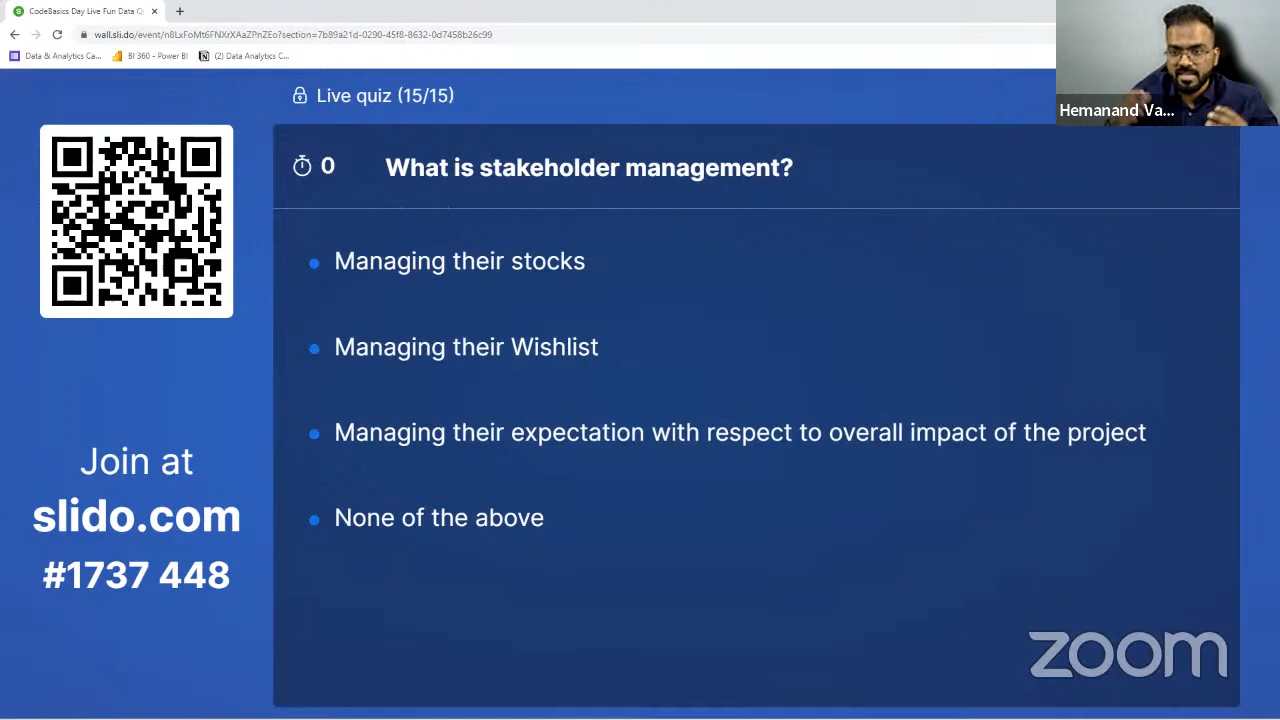 CodeBasics Day Live Fun Data Q
wall.sli.do/event/n8LxFoMt6FNXrXAaZPnZEo?section=7b89a21d-0290-45f8-8632-0d7458b26c99
Data & Analytics Ca...
BI 360 - Power BI
(2) Data Analytics C...
Hemanand Va...
Live quiz (15/15)
0
What is stakeholder management?
Managing their stocks
Managing their Wishlist
Managing their expectation with respect to overall impact of the project
None of the above
Join at
slido.com
#1737 448
zoom